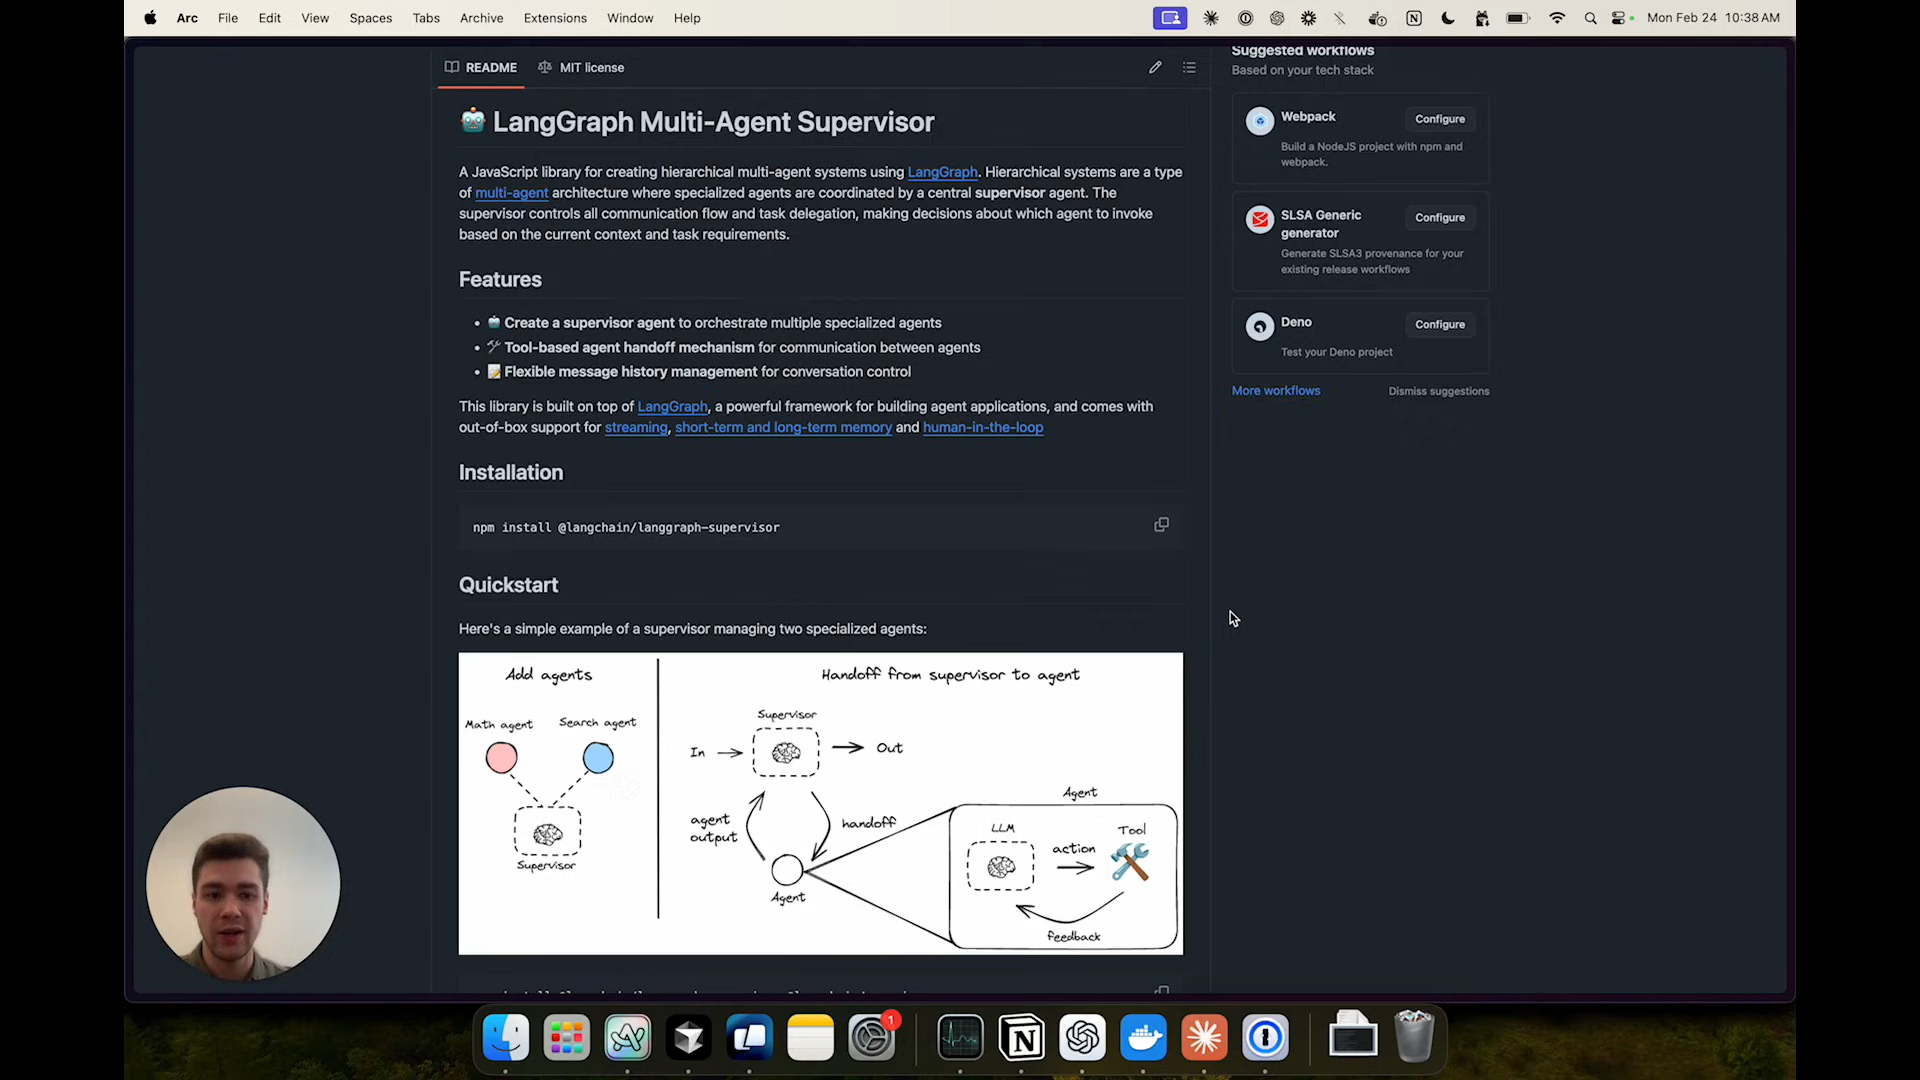 Arc File Edit View Spaces Tabs Archive Extensions Window Help
Mon Feb 24 10:38 AM
README MIT license
LangGraph Multi-Agent Supervisor
A JavaScript library for creating hierarchical multi-agent systems using LangGraph. Hierarchical systems are a type
of multi-agent architecture where specialized agents are coordinated by a central supervisor agent. The
supervisor controls all communication flow and task delegation, making decisions about which agent to invoke
based on the current context and task requirements.
Features
• Create a supervisor agent to orchestrate multiple specialized agents
• Tool-based agent handoff mechanism for communication between agents
• Flexible message history management for conversation control
This library is built on top of LangGraph, a powerful framework for building agent applications, and comes with
out-of-box support for streaming, short-term and long-term memory and human-in-the-loop
Installation
npm install @langchain/langgraph-supervisor
Quickstart
Here's a simple example of a supervisor managing two specialized agents:
Add agents
Math agent Search agent
Supervisor
Handoff from supervisor to agent
Supervisor
In
Out
agent
output
handoff
Agent
Agent
LLM
Tool
action
feedback
Suggested workflows
Based on your tech stack
Webpack
Configure
Build a NodeJS project with npm and
webpack.
SLSA Generic
generator
Configure
Generate SLSA3 provenance for your
existing release workflows
Deno
Configure
Test your Deno project
More workflows
Dismiss suggestions
1